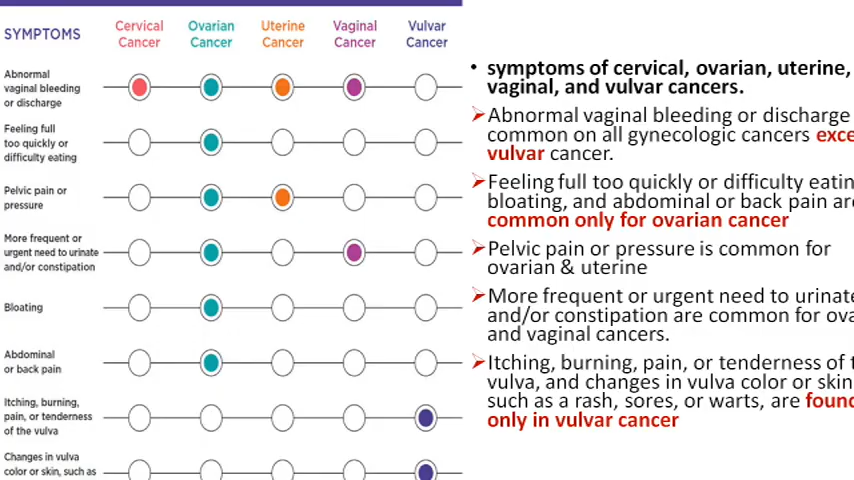 SYMPTOMS
Cervical Cancer
Ovarian Cancer
Uterine Cancer
Vaginal Cancer
Vulvar Cancer
Abnormal
vaginal bleeding
or discharge
Feeling full
too quickly or
difficulty eating
Pelvic pain or
pressure
More frequent or
urgent need to urinate
and/or constipation
Bloating
Abdominal
or back pain
Itching, burning,
pain, or tenderness
of the vulva
Changes in vulva
color or skin, such as
• symptoms of cervical, ovarian, uterine,
vaginal, and vulvar cancers.
Abnormal vaginal bleeding or discharge
common on all gynecologic cancers
vulvar cancer.
Feeling full too quickly or difficulty
bloating, and abdominal or back pain
common only for ovarian cancer
Pelvic pain or pressure is common for
ovarian & uterine
More frequent or urgent need to urinate
and/or constipation are common for
and vaginal cancers.
Itching, burning, pain, or tenderness of
vulva, and changes in vulva color or skin
such as a rash, sores, or warts, are found
only in vulvar cancer